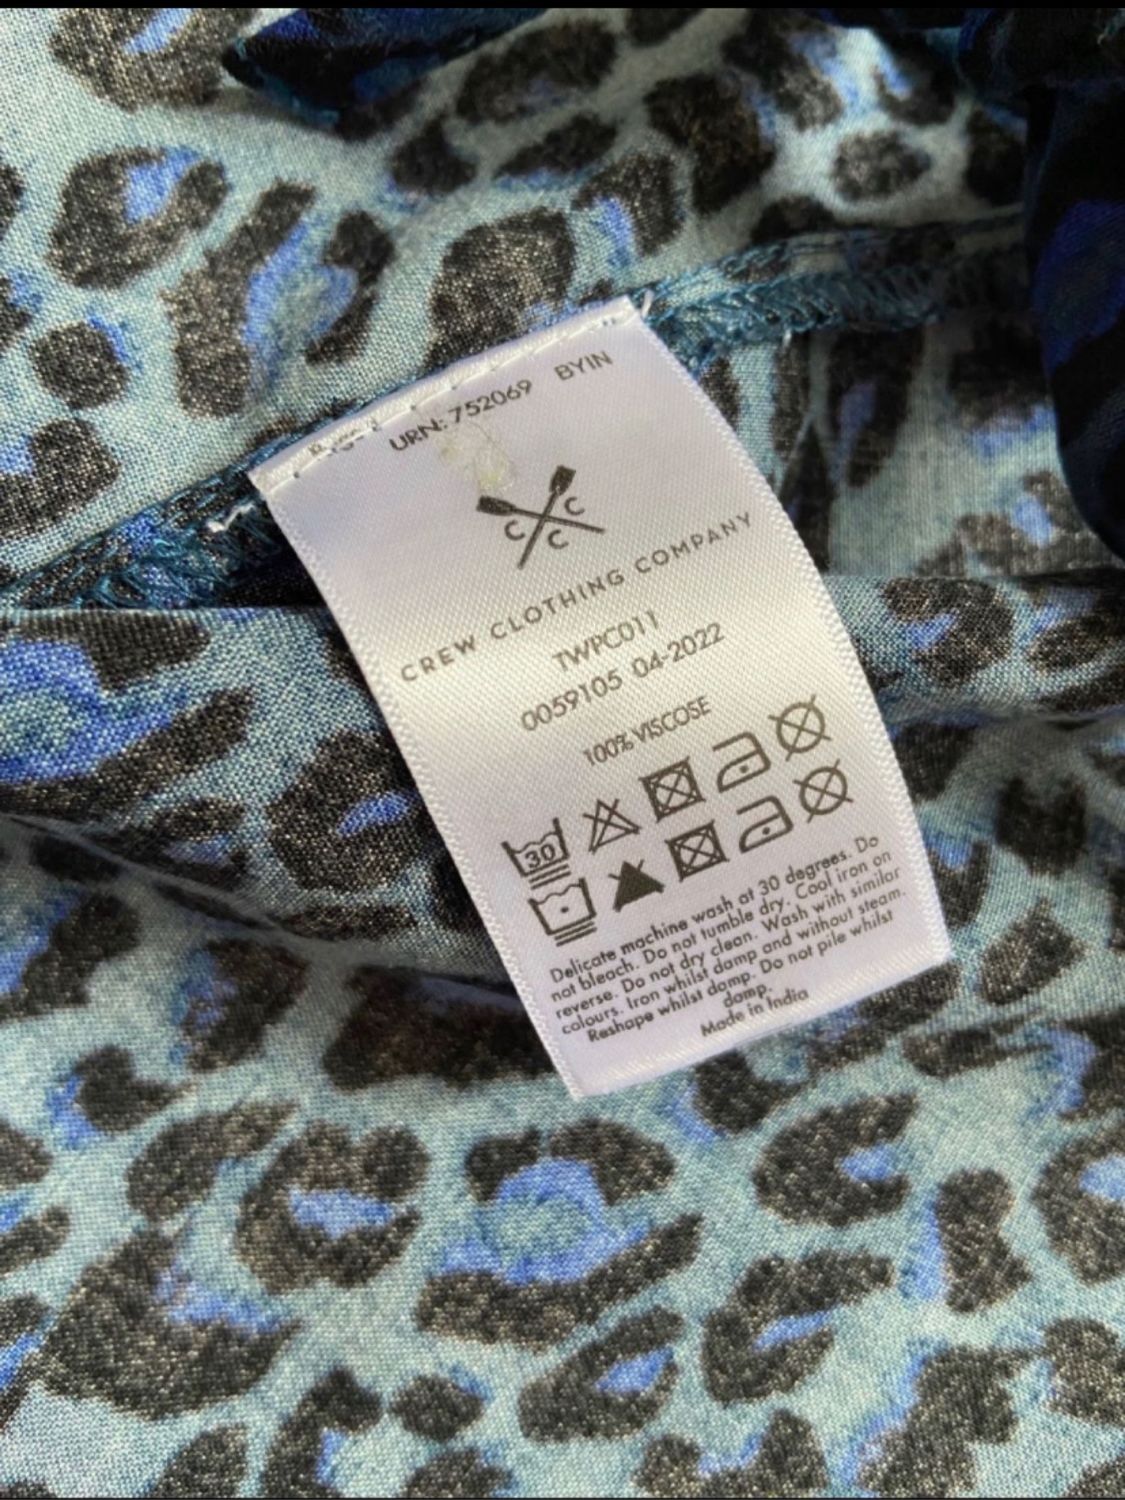 URN: 752069 BYIN
C C
C
CREW CLOTHING COMPANY
TWPC011
0059105 04-2022
100% VISCOSE
30
Delicate machine wash at 30 degrees. Do
not bleach. Do not tumble dry. Cool iron on
reverse. Do not dry clean. Wash with similar
colours. Iron whilst damp and without steam.
Reshape whilst damp. Do not pile whilst
damp.
Made in India